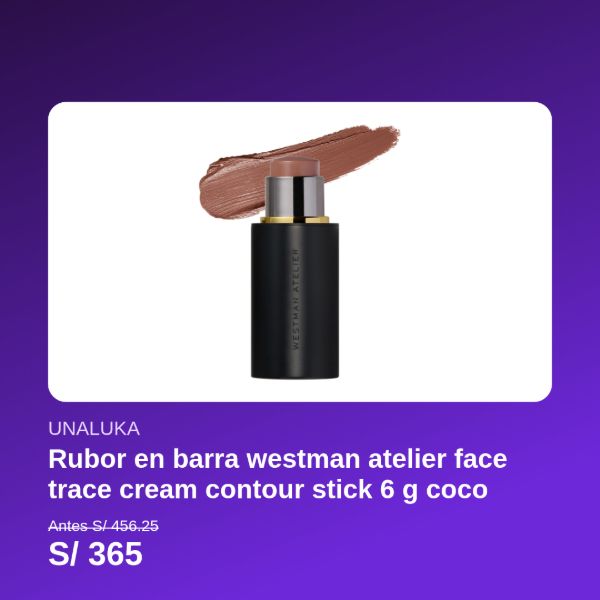 WESTMAN ATELIER
UNALUKA
Rubor en barra westman atelier face
trace cream contour stick 6 g coco
Antes S/ 456.25
S/ 365